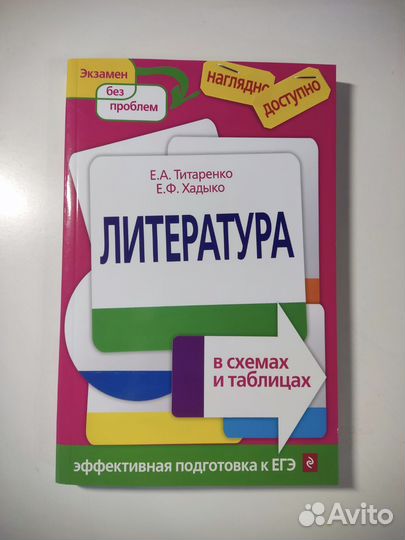 Экзамен
без
проблем
наглядно
доступно
Е.А. Титаренко
Е.Ф. Хадыко
ЛИТЕРАТУРА
в схемах
и таблицах
эффективная подготовка к ЕГЭ
Avito